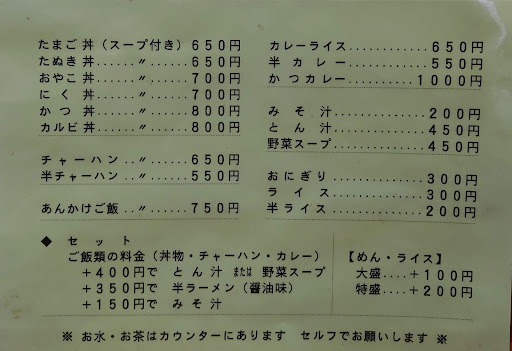 たまご丼（スープ付き）６５０円
たぬき丼....〃......６５０円
おやこ丼....〃......７００円
にく 丼....〃......７００円
かつ 丼....〃......８００円
カルビ丼....〃......８００円
チャーハン..〃......６５０円
半チャーハン..〃......５５０円
あんかけご飯..〃......７５０円
カレーライス............６５０円
半 カレー............５５０円
かつカレー..........１０００円
みそ 汁............２００円
とん 汁............４５０円
野菜スープ............４５０円
おにぎり............３００円
ライス............３００円
半ライス............２００円
◆ セット
ご飯類の料金（丼物・チャーハン・カレー）
＋４００円で とん汁 または 野菜スープ
＋３５０円で 半ラーメン（醤油味）
＋１５０円で みそ汁
【めん・ライス】
大盛....＋１００円
特盛....＋２００円
※ お水・お茶はカウンターにあります セルフでお願いします ※